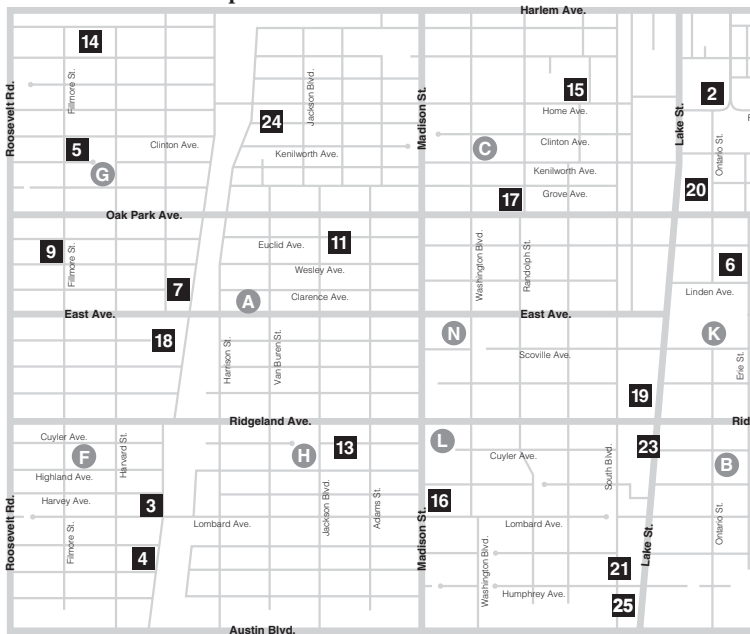 Harlem Ave.
14
Fillmore St.
Roosevelt Rd.
5
Clinton Ave.
G
24
Jackson Blvd.
Kenilworth Ave.
Madison St.
15
Home Ave.
C
Clinton Ave.
Kenilworth Ave.
17
Grove Ave.
Lake St.
2
Ontario St.
20
Oak Park Ave.
9
Fillmore St.
7
Euclid Ave.
11
Wesley Ave.
A
Clarence Ave.
Washington Blvd.
Randolph St.
6
Linden Ave.
East Ave.
East Ave.
18
Harrison St.
Van Buren St.
N
Scoville Ave.
K
Erie St.
19
Ridgeland Ave.
Rid
Cuyler Ave.
F
Harvard St.
Highland Ave.
Harvey Ave.
3
Roosevelt Rd.
Filmore St.
4
H
13
Jackson Blvd.
Adams St.
Lombard Ave.
Madison St.
L
16
Cuyler Ave.
South Blvd.
23
B
Lombard Ave.
Washington Blvd.
Lake St.
Ontario St.
21
Humphrey Ave.
25
Austin Blvd.